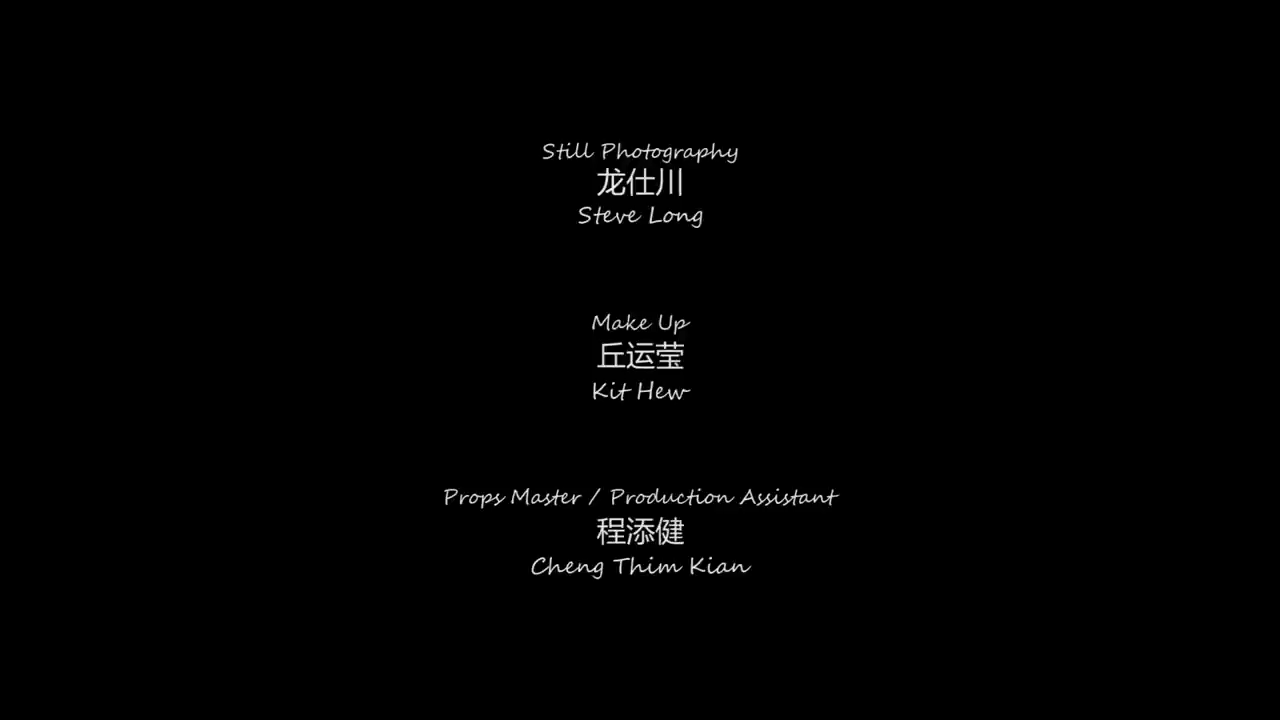 Still Photography
龙仕川
Steve Long
Make Up
丘运莹
Kit Hew
Props Master / Production Assistant
程添健
Cheng Thim Kian